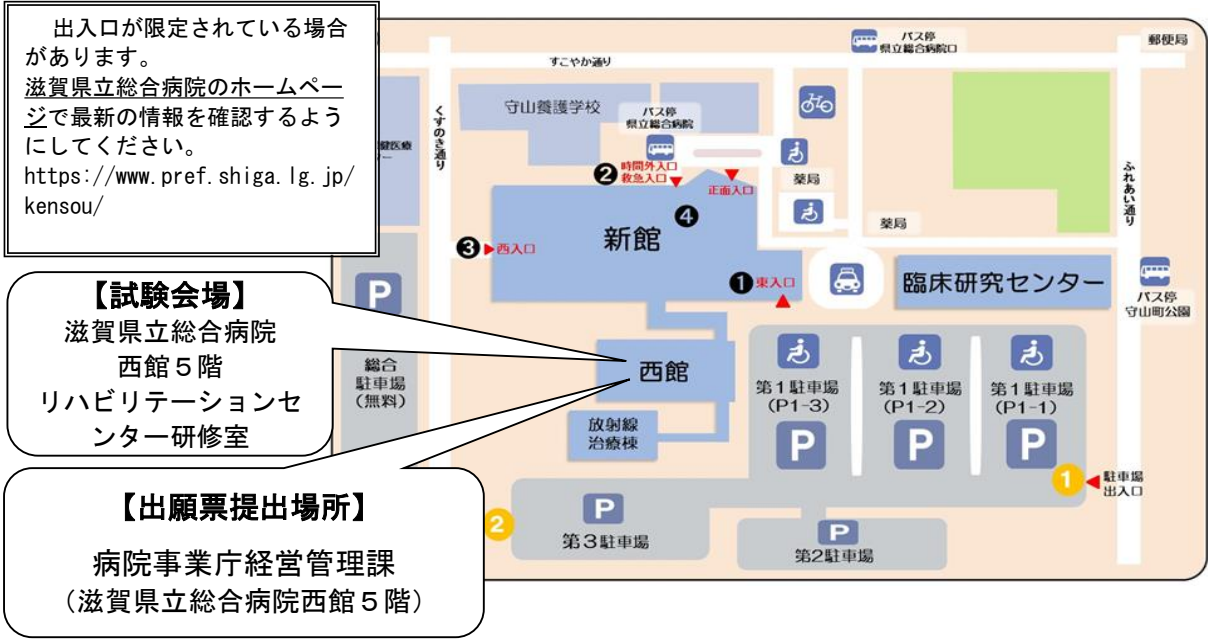 出入口が限定されている場合
があります。
滋賀県立総合病院のホームペー
ジで最新の情報を確認するよう
にしてください。
https://www.pref.shiga.lg.jp/
kensou/
バス停
県立総合病院口
郵便局
すこやか通り
くすのき通り
守山養護学校
バス停
県立総合病院
健医療
ー
❷
時間外入口
救急入口
正面入口
薬局
ふれあい通り
❹
新館
薬局
❸
西入口
❶
東入口
臨床研究センター
バス停
守山町公園
P
【試験会場】
滋賀県立総合病院
西館５階
リハビリテーションセ
ンター研修室
総合
駐車場
(無料)
西館
放射線
治療棟
第1駐車場
(P1-3)
P
第1駐車場
(P1-2)
P
第1駐車場
(P1-1)
P
1
駐車場
出入口
【出願票提出場所】
病院事業庁経営管理課
（滋賀県立総合病院西館５階）
2
P
第3駐車場
P
第2駐車場